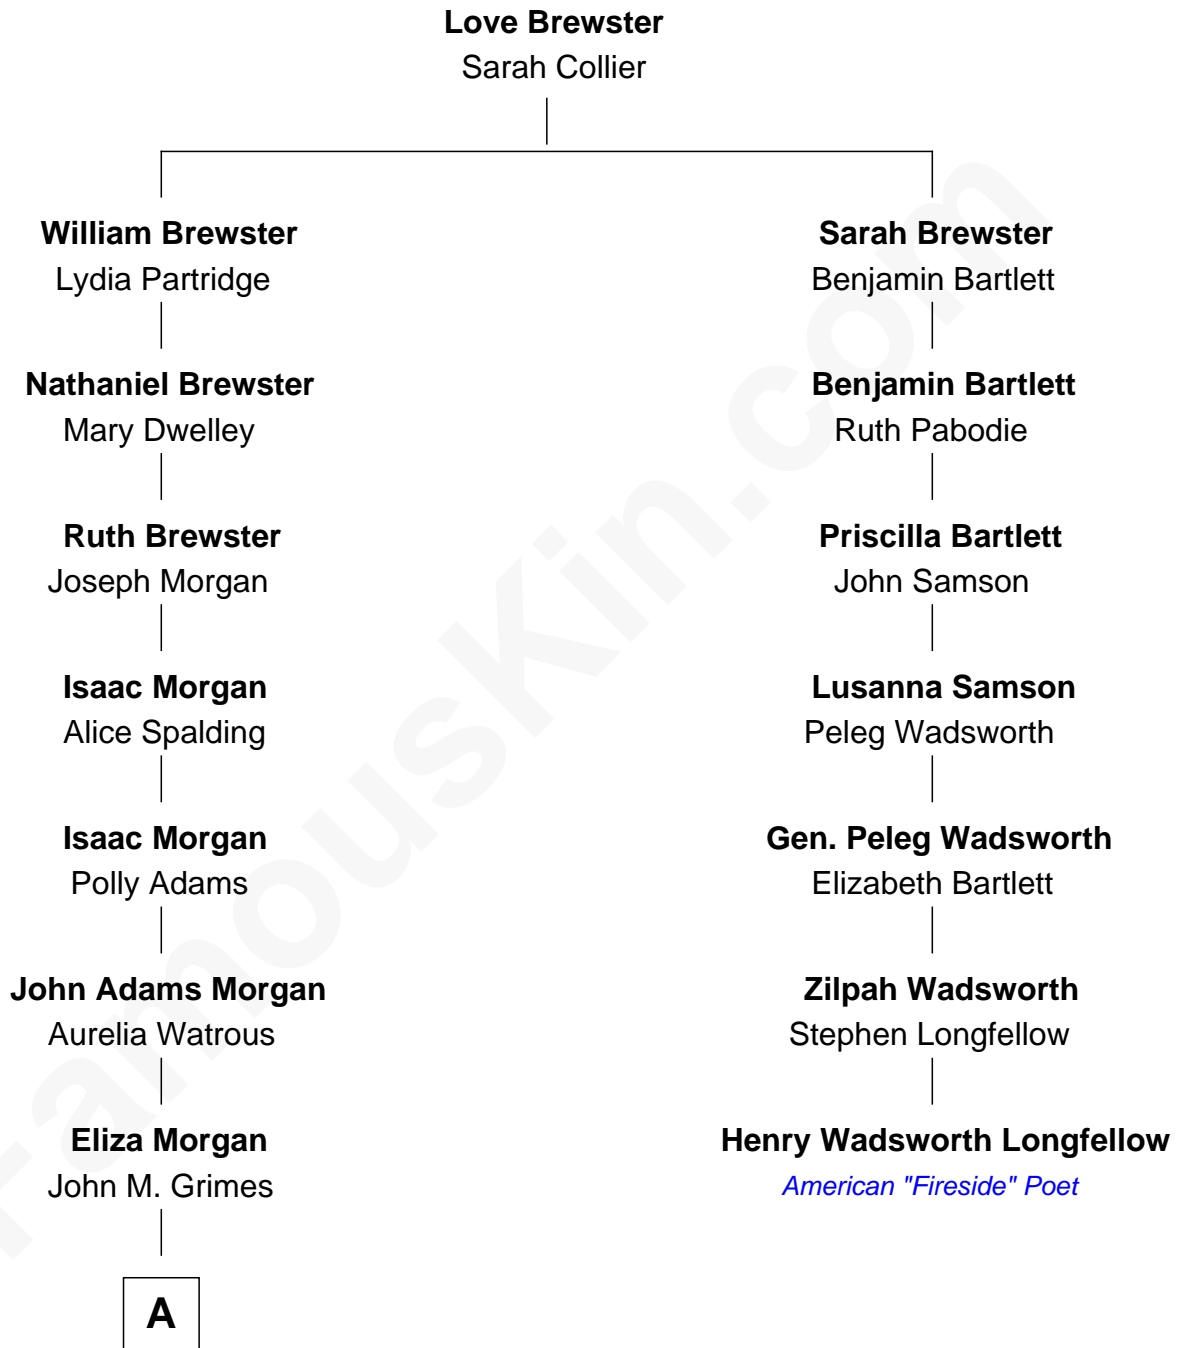 Love Brewster
Sarah Collier
William Brewster
Lydia Partridge
Sarah Brewster
Benjamin Bartlett
Nathaniel Brewster
Mary Dwelley
Benjamin Bartlett
Ruth Pabodie
Ruth Brewster
Joseph Morgan
Priscilla Bartlett
John Samson
Isaac Morgan
Alice Spalding
Lusanna Samson
Peleg Wadsworth
Isaac Morgan
Polly Adams
Gen. Peleg Wadsworth
Elizabeth Bartlett
John Adams Morgan
Aurelia Watrous
Zilpah Wadsworth
Stephen Longfellow
Eliza Morgan
John M. Grimes
Henry Wadsworth Longfellow
American "Fireside" Poet
A
FamousKin.com